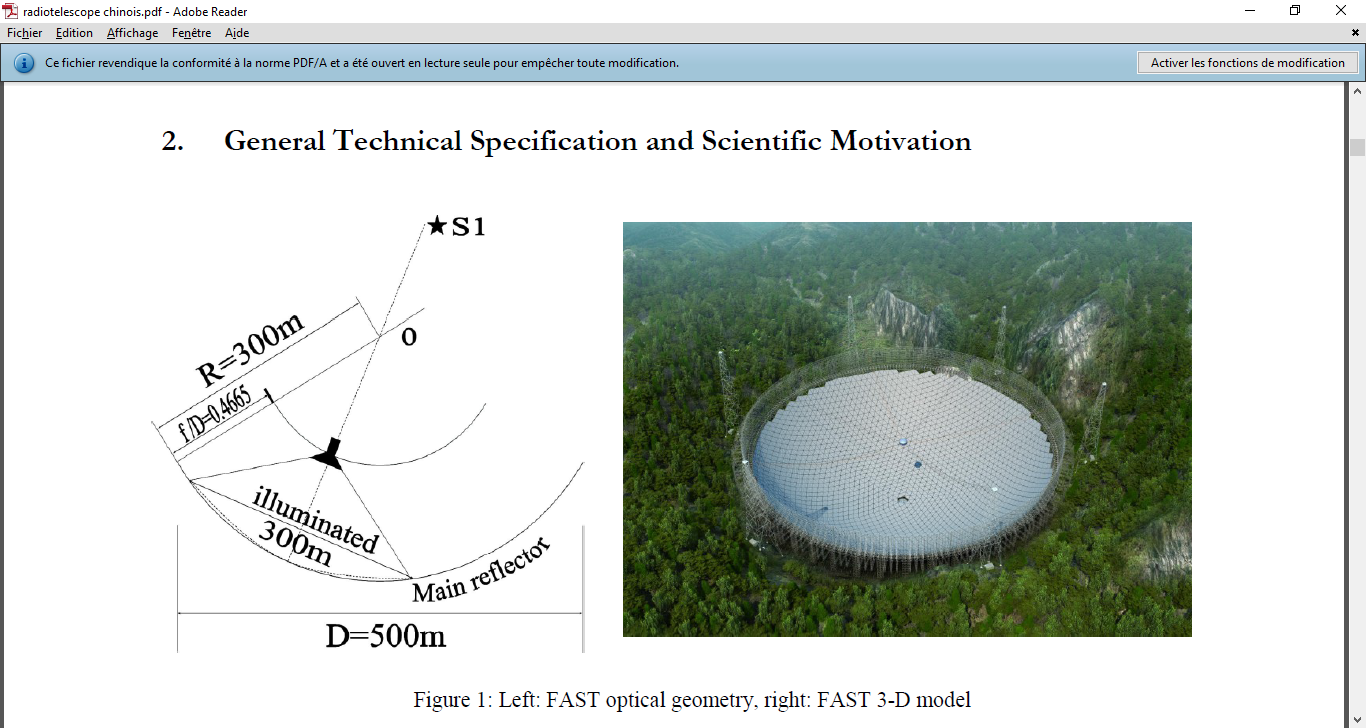 radiotelescope chinois.pdf - Adobe Reader
Fichier Edition Affichage Fenêtre Aide
Ce fichier revendique la conformité à la norme PDF/A et a été ouvert en lecture seule pour empêcher toute modification.
Activer les fonctions de modification
2. General Technical Specification and Scientific Motivation
★S1
O
R=300m
f/D=0.4665
illuminated
300m
Main reflector
D=500m
Figure 1: Left: FAST optical geometry, right: FAST 3-D model